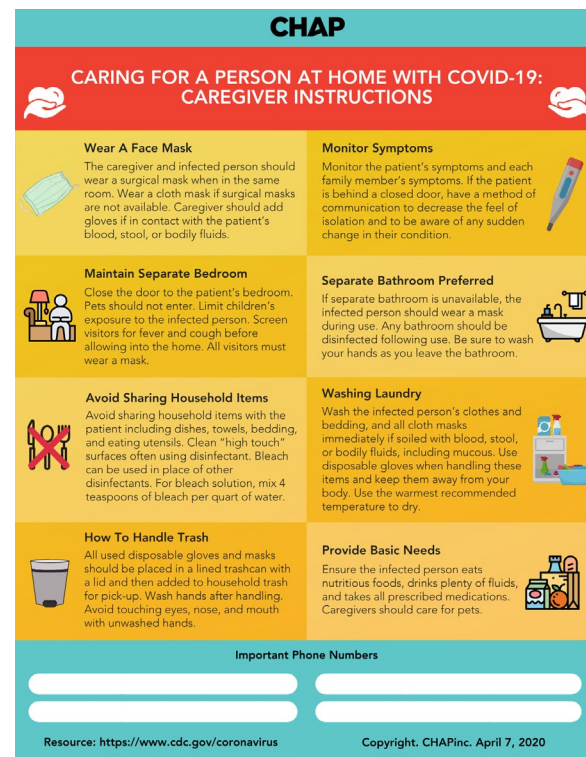 CHAP
CARING FOR A PERSON AT HOME WITH COVID-19:
CAREGIVER INSTRUCTIONS
Wear A Face Mask
The caregiver and infected person should
wear a surgical mask when in the same
room. Wear a cloth mask if surgical masks
are not available. Caregiver should add
gloves if in contact with the patient's
blood, stool, or bodily fluids.
Monitor Symptoms
Monitor the patient's symptoms and each
family member's symptoms. If the patient
is behind a closed door, have a method of
communication to decrease the feel of
isolation and to be aware of any sudden
change in their condition.
Maintain Separate Bedroom
Close the door to the patient's bedroom.
Pets should not enter. Limit children's
exposure to the infected person. Screen
visitors for fever and cough before
allowing into the home. All visitors must
wear a mask.
Separate Bathroom Preferred
If separate bathroom is unavailable, the
infected person should wear a mask
during use. Any bathroom should be
disinfected following use. Be sure to wash
your hands as you leave the bathroom.
Avoid Sharing Household Items
Avoid sharing household items with the
patient including dishes, towels, bedding,
and eating utensils. Clean "high touch"
surfaces often using disinfectant. Bleach
can be used in place of other
disinfectants. For bleach solution, mix 4
teaspoons of bleach per quart of water.
Washing Laundry
Wash the infected person's clothes and
bedding, and all cloth masks
immediately if soiled with blood, stool,
or bodily fluids, including mucous. Use
disposable gloves when handling these
items and keep them away from your
body. Use the warmest recommended
temperature to dry.
How To Handle Trash
All used disposable gloves and masks
should be placed in a lined trashcan with
a lid and then added to household trash
for pick-up. Wash hands after handling.
Avoid touching eyes, nose, and mouth
with unwashed hands.
Provide Basic Needs
Ensure the infected person eats
nutritious foods, drinks plenty of fluids,
and takes all prescribed medications.
Caregivers should care for pets.
Important Phone Numbers
Resource: https://www.cdc.gov/coronavirus
Copyright. CHAPinc. April 7, 2020